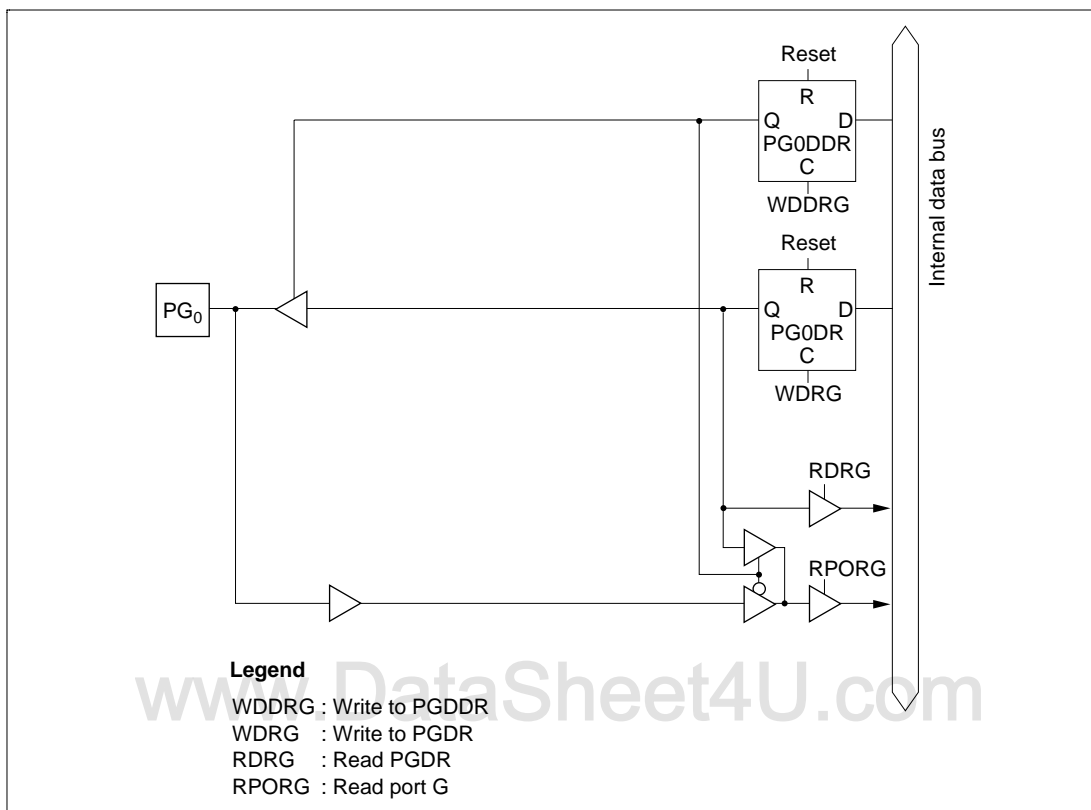 Reset
R
Q D
PG0DDR
C
WDDRG
Internal data bus
Reset
R
Q D
PG0DR
C
WDRG
PG0
RDRG
RPORG
Legend
WDDRG : Write to PGDDR
WDRG : Write to PGDR
RDRG : Read PGDR
RPORG : Read port G
www.DataSheet4U.com